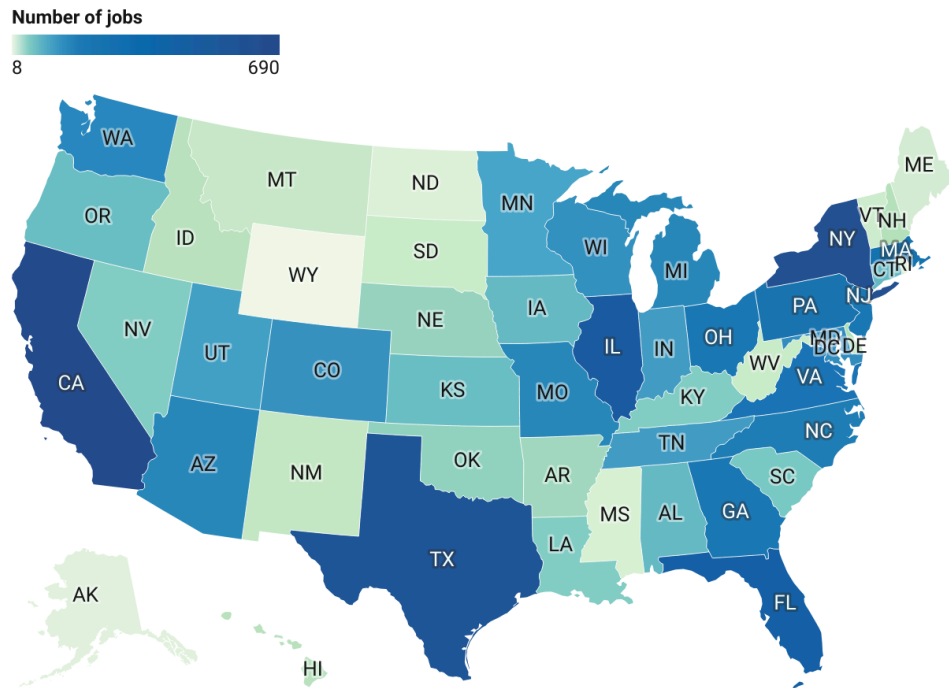 Number of jobs
8 690
WA
ME
MT
ND
MN
VT
NH
OR
ID
SD
WI
NY
MA
MI
CT
RI
WY
NJ
IA
PA
NE
NV
OH
IL
IN
MD
DE
DC
UT
CO
WV
VA
CA
KS
MO
KY
NC
TN
AZ
OK
NM
AR
SC
MS
AL
GA
LA
TX
AK
FL
HI